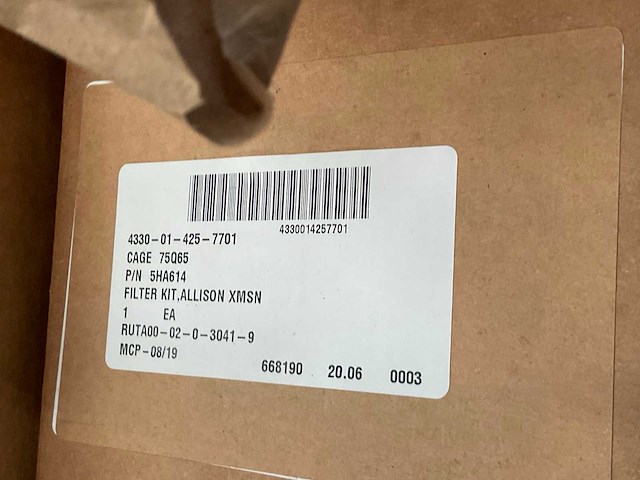 4330014257701
4330-01-425-7701
CAGE 75Q65
P/N 5HA614
FILTER KIT,ALLISON XMSN
1 EA
RUTA00-02-0-3041-9
MCP-08/19
668190 20.06 0003